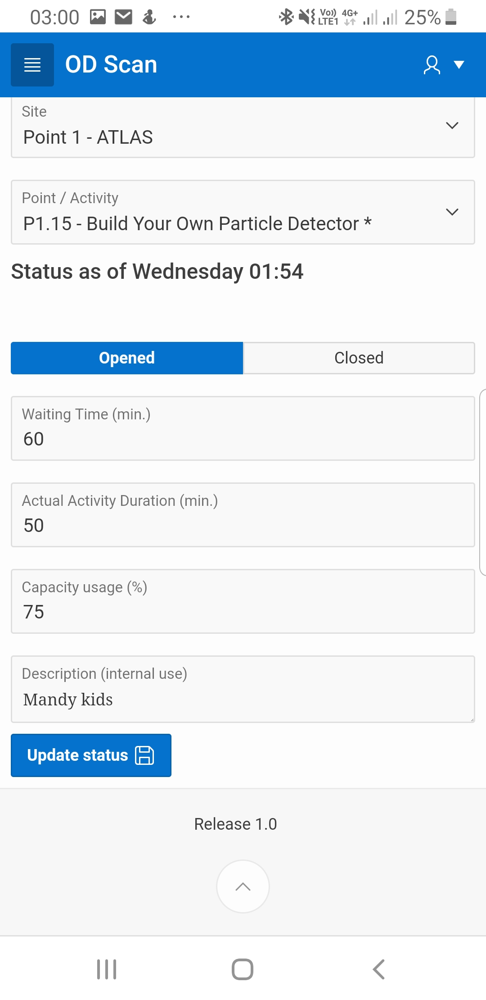 03:00 Vo)) LTE1 4G+ 25%
OD Scan
Site
Point 1 - ATLAS
Point / Activity
P1.15 - Build Your Own Particle Detector *
Status as of Wednesday 01:54
Opened Closed
Waiting Time (min.)
60
Actual Activity Duration (min.)
50
Capacity usage (%)
75
Description (internal use)
Mandy kids
Update status
Release 1.0